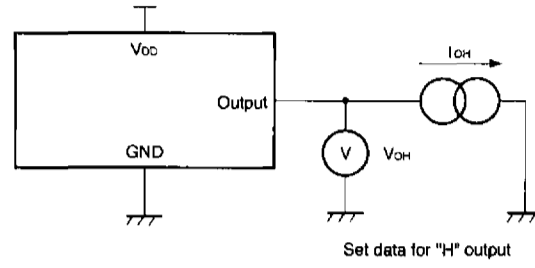 VDD
IOH
Output
GND
V
VOH
Set data for "H" output